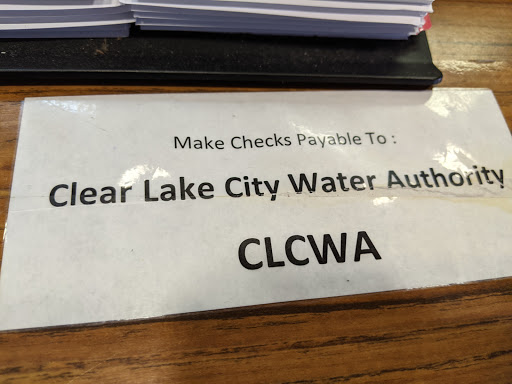 Make Checks Payable To :
Clear Lake City Water Authority
CLCWA